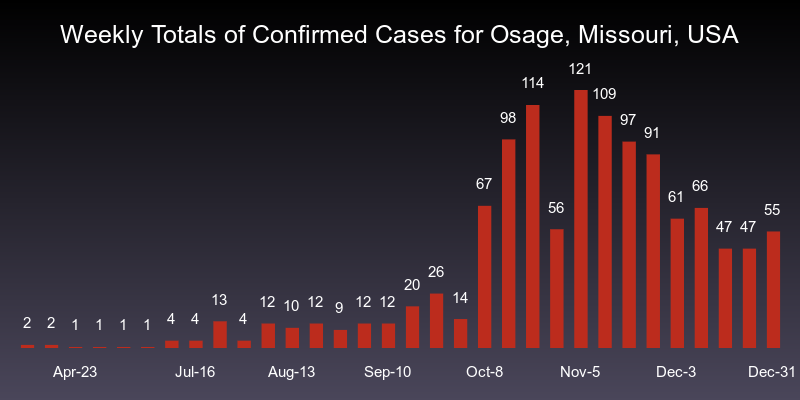 Weekly Totals of Confirmed Cases for Osage, Missouri, USA
2 2 1 1 1 1 4 4 13 4 12 10 12 9 12 12 20 26 14 67 98 114 56 121 109 97 91 61 66 47 47 55
Apr-23 Jul-16 Aug-13 Sep-10 Oct-8 Nov-5 Dec-3 Dec-31